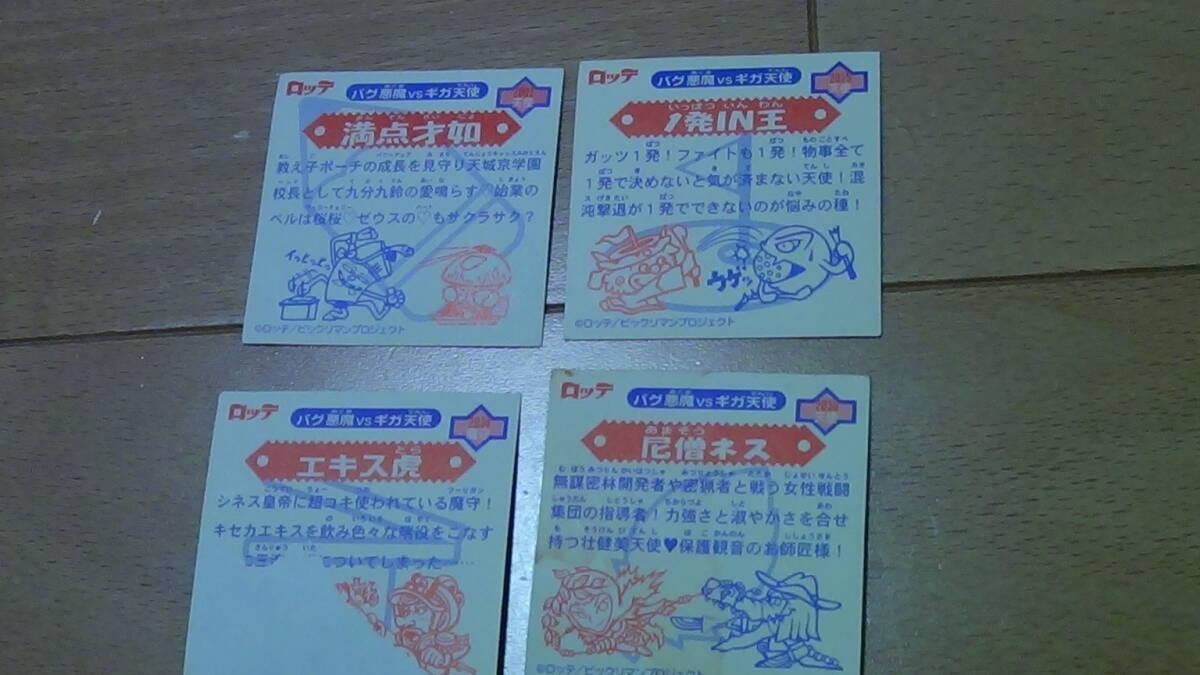 ロッテ
バグ悪魔vsギガ天使
満点才如
教え子ポーチの成長を見守り天城京学園
校長として九分九鈴の愛鳴らす♡始業の
ベルは桜桜♡ゼウスの♡もサクラサク?
©ロッテ/ビックリマンプロジェクト
ロッテ
バグ悪魔vsギガ天使
いっぱついんわん
1発IN王
ガッツ1発!ファイトも1発!物事全て
1発で決めないと気が済まない天使!混
沌撃退が1発でできないのが悩みの種!
ウゲッ
©ロッテ/ビックリマンプロジェクト
ロッテ
バグ悪魔vsギガ天使
とら
エキス虎
シネス皇帝に超コキ使われている魔守!
キセカエキスを飲み色々な端役をこなす
ついてしまった……
ロッテ
バグ悪魔vsギガ天使
あまそう
尼僧ネス
無謀密林開発者や密猟者と戦う女性戦闘
集団の指導者!力強さと淑やかさを合せ
持つ壮健美天使♥保護観音のお師匠様!
©ロッテ/ビックリマンプロジェクト